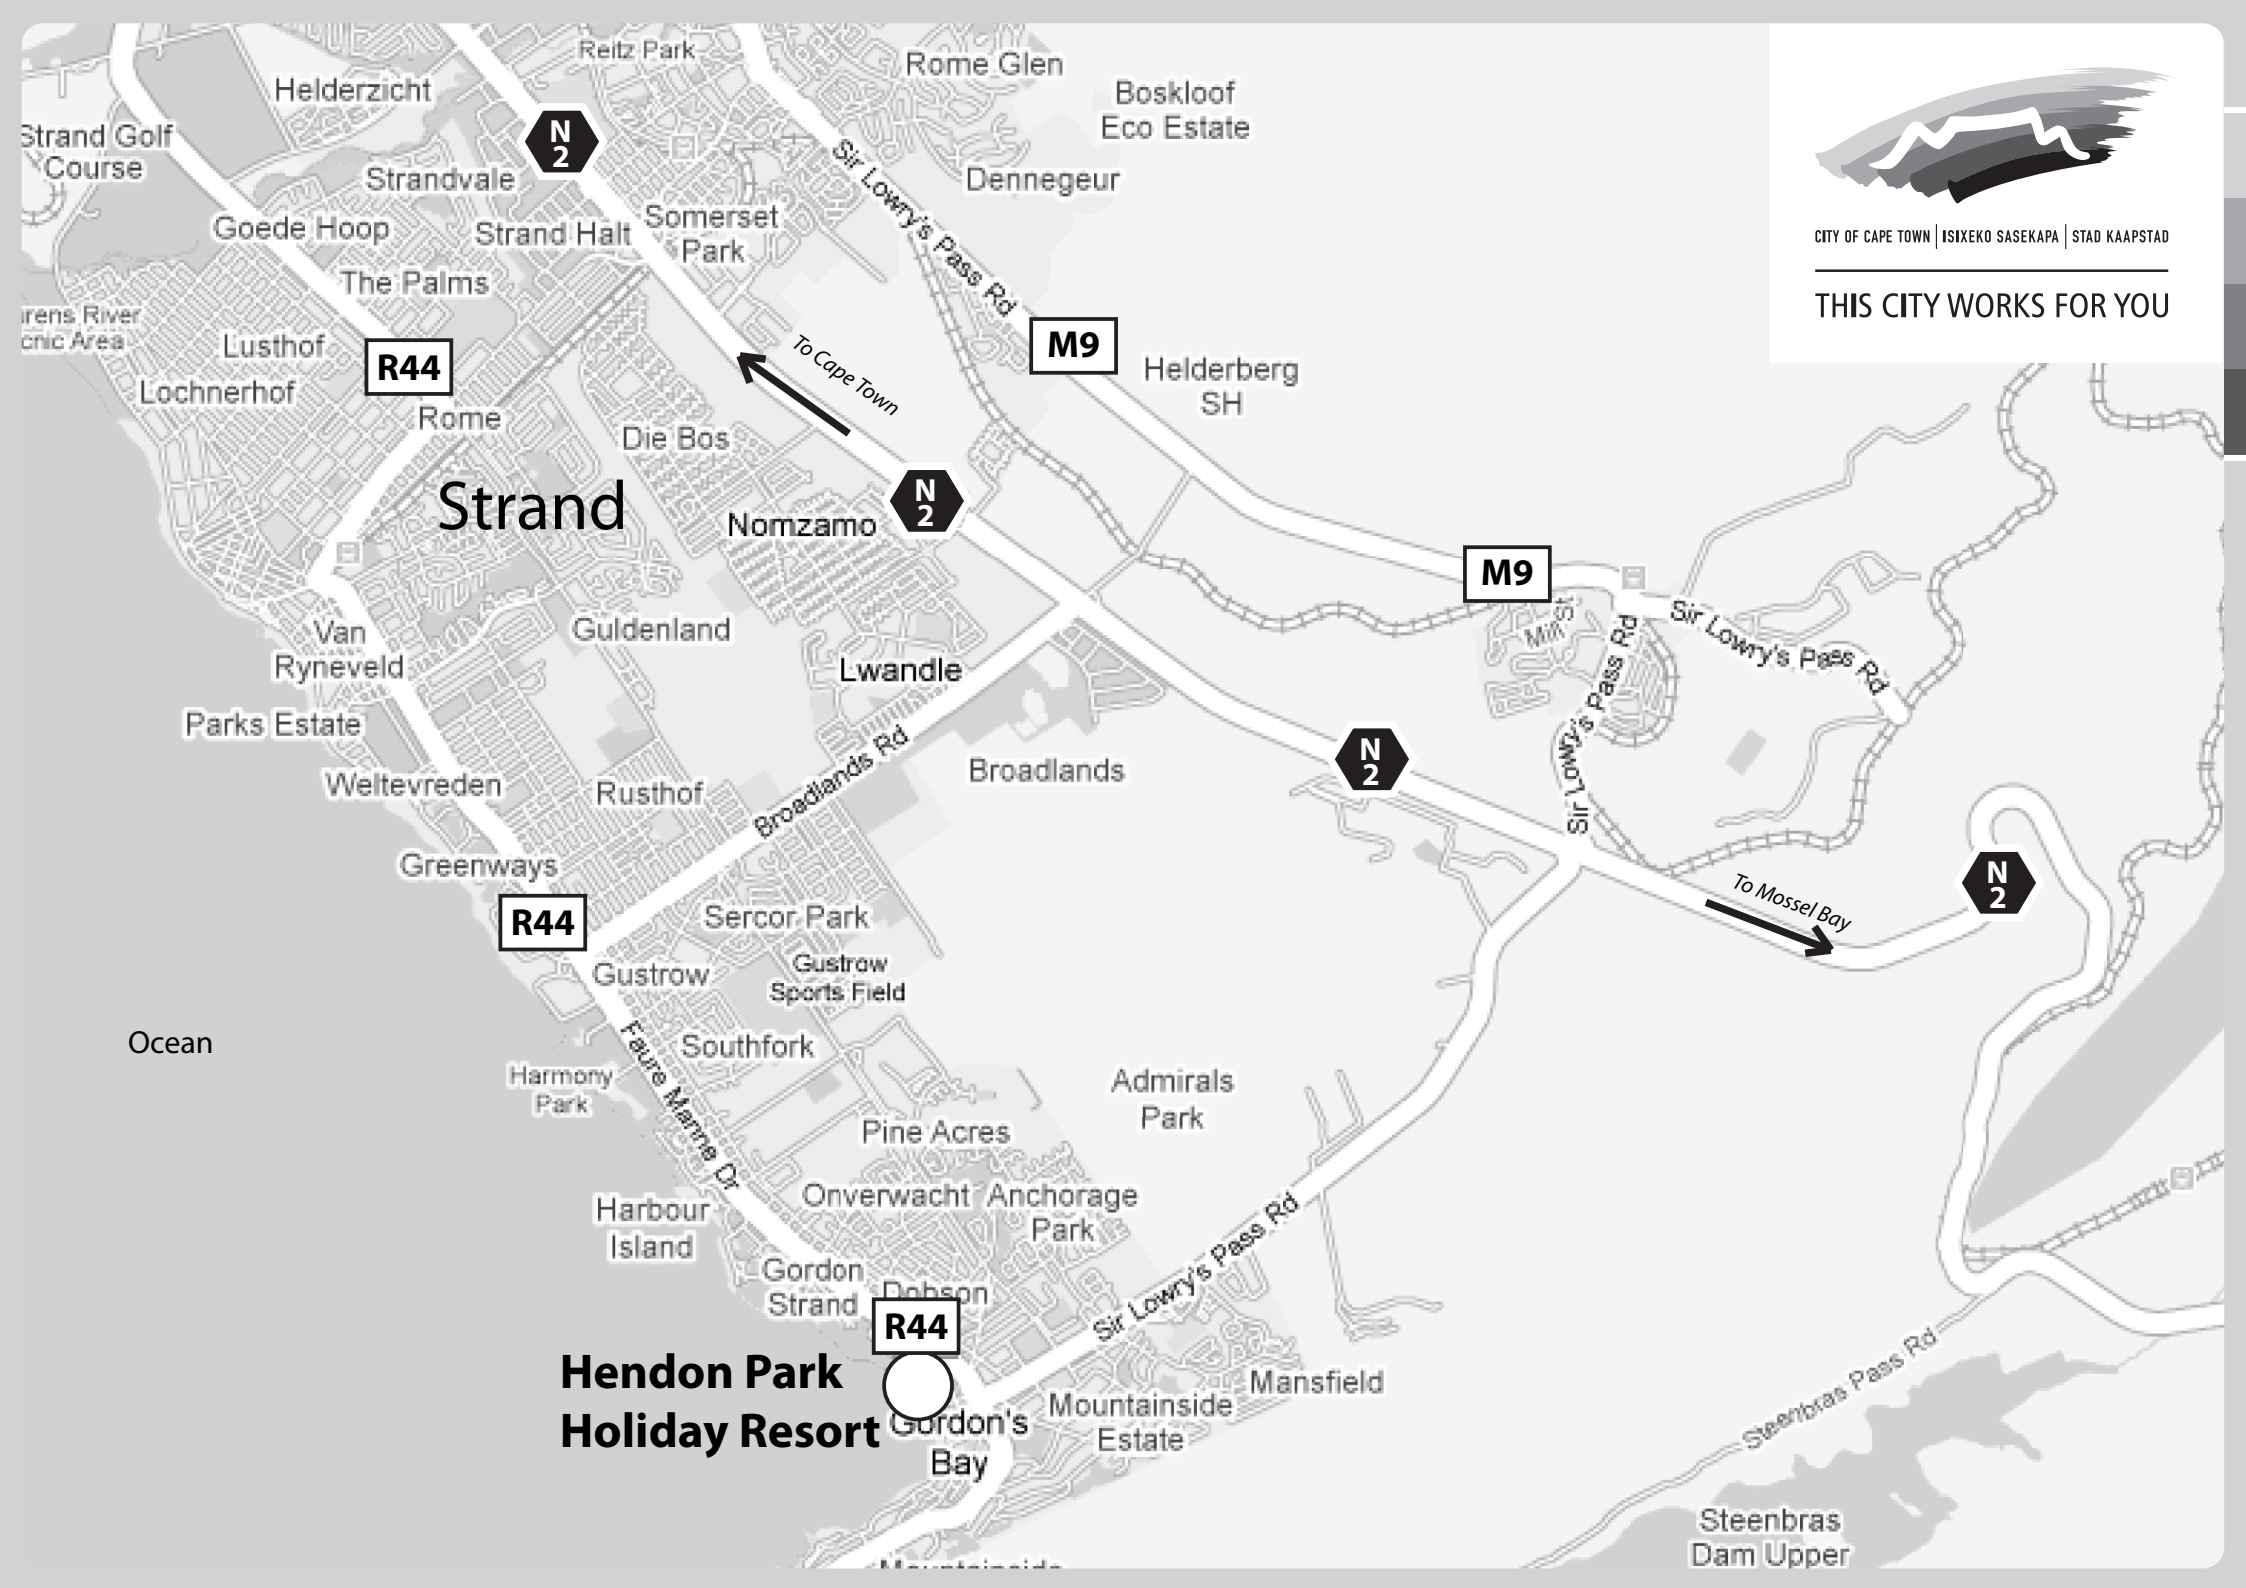 Reitz Park
Rome Glen
Helderzicht
Boskloof
Eco Estate
N
2
Strand Golf
Course
Sir Lowry's Pass Rd
Strandvale
Dennegeur
Goede Hoop
Strand Halt
Somerset
Park
CITY OF CAPE TOWN | ISIXEKO SASEKAPA | STAD KAAPSTAD
THIS CITY WORKS FOR YOU
The Palms
River
Area
Lusthof
R44
To Cape Town
M9
Helderberg
SH
Lochnerhof
Rome
Die Bos
Strand
Nomzamo
N
2
M9
Van
Ryneveld
Guldenland
Mill St
Sir Lowry's Pass Rd
Sir Lowry's Pass Rd
Lwandle
Parks Estate
Broadlands Rd
Broadlands
N
2
Weltevreden
Rusthof
Greenways
R44
Sercor Park
To Mossel Bay
N
2
Gustrow
Gustrow
Sports Field
Ocean
Faure Marine Dr
Southfork
Harmony
Park
Admirals
Park
Pine Acres
Onverwacht
Anchorage
Park
Harbour
Island
Sir Lowry's Pass Rd
Gordon
Strand
Dobson
R44
Hendon Park
Holiday Resort
Gordon's
Bay
Mountainside
Estate
Mansfield
Steenbras Pass Rd
Steenbras
Dam Upper